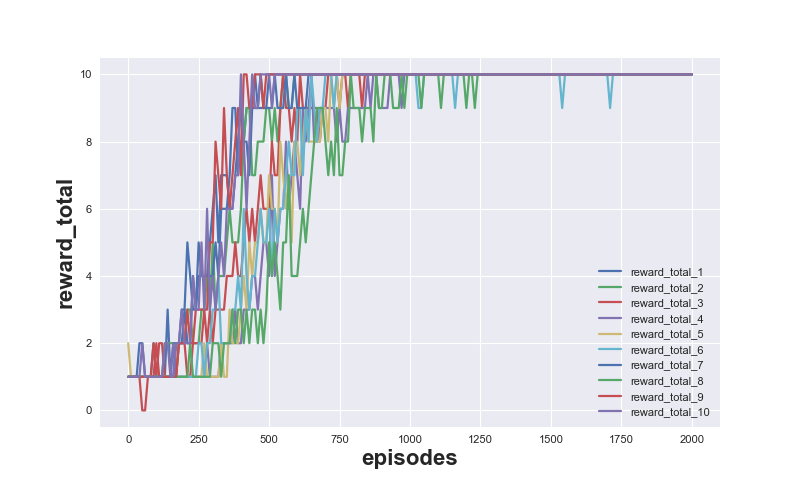 10
8
6
4
2
0
reward_total
reward_total_1
reward_total_2
reward_total_3
reward_total_4
reward_total_5
reward_total_6
reward_total_7
reward_total_8
reward_total_9
reward_total_10
0 250 500 750 1000 1250 1500 1750 2000
episodes